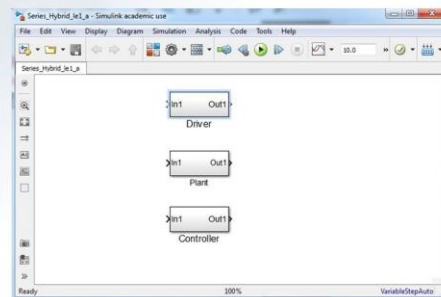 Series_Hybrid_le1_a - Simulink academic use
File Edit View Display Diagram Simulation Analysis Code Tools Help
10.0
Series_Hybrid_le1_a
In1 Out1
Driver
In1 Out1
Plant
In1 Out1
Controller
Ready 100% VariableStepAuto